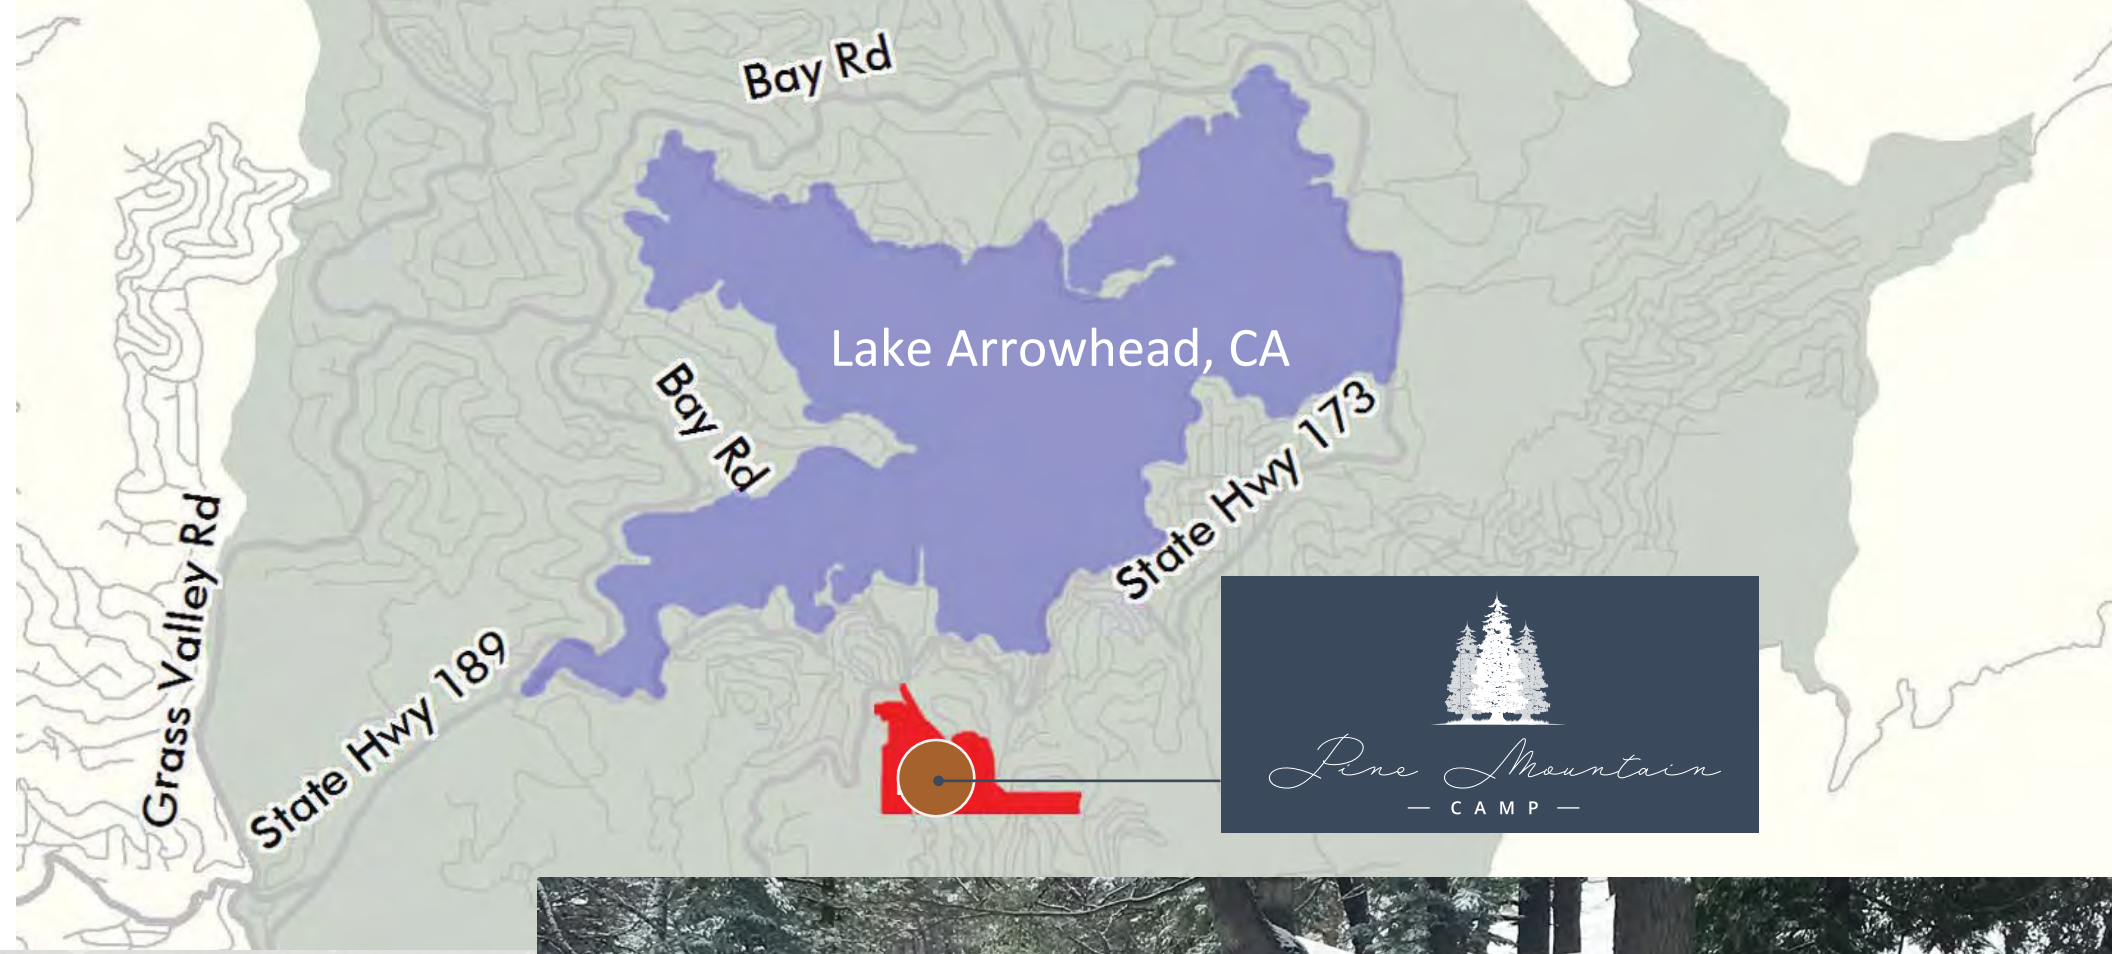 Bay Rd
Lake Arrowhead, CA
Bay Rd
State Hwy 173
Grass Valley Rd
State Hwy 189
Pine Mountain
— CAMP —